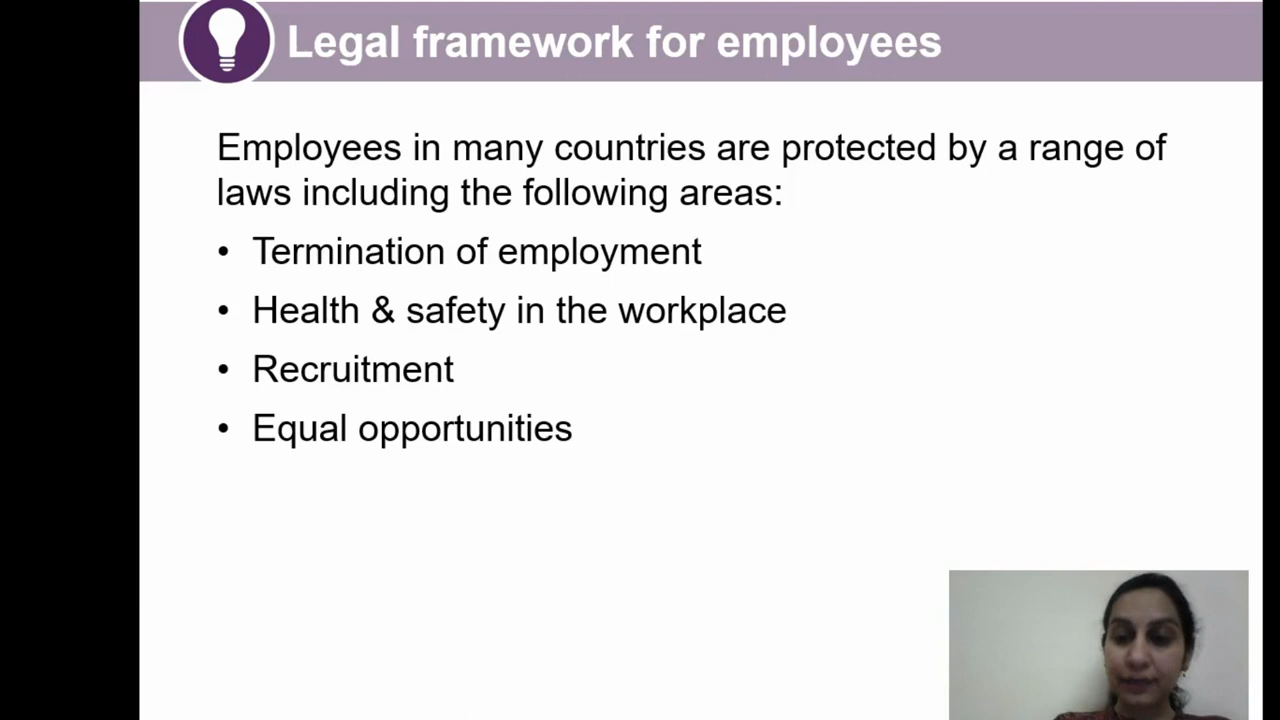 Legal framework for employees
Employees in many countries are protected by a range of
laws including the following areas:
• Termination of employment
• Health & safety in the workplace
• Recruitment
• Equal opportunities